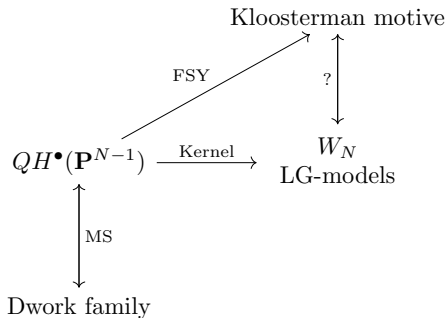 Kloosterman motive
FSY
?
QH•(P^{N−1})
Kernel
W_N
LG-models
MS
Dwork family